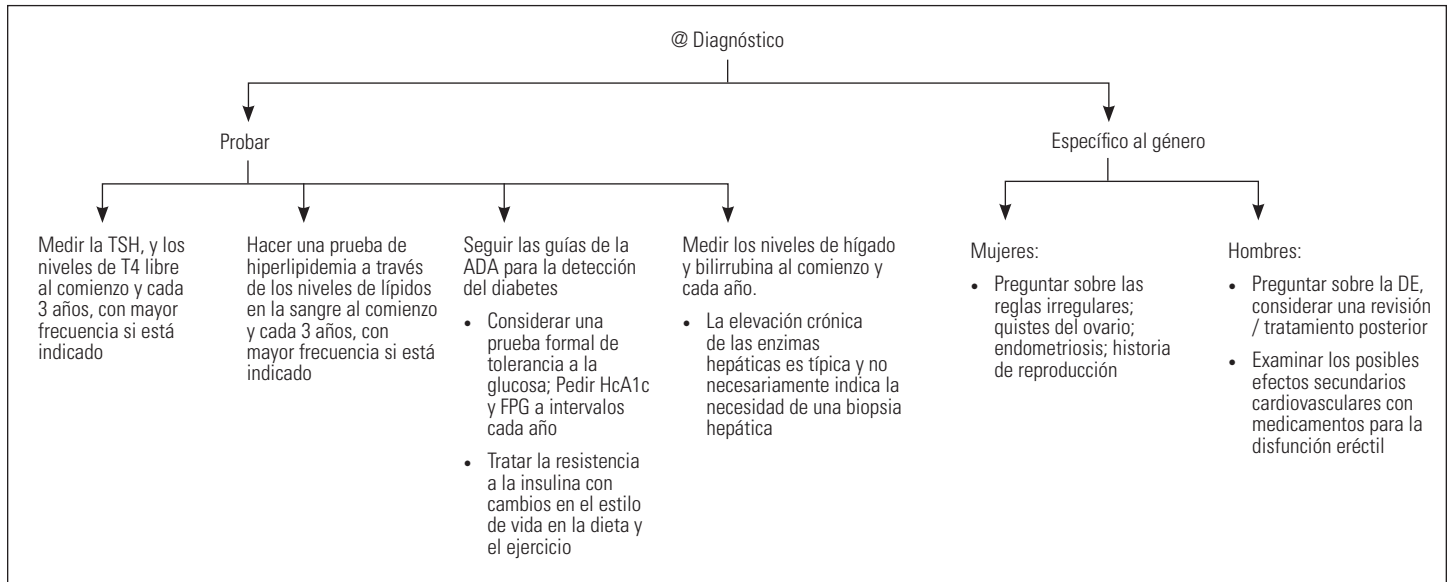 @ Diagnóstico
Probar
Específico al género
Medir la TSH, y los
niveles de T4 libre
al comienzo y cada
3 años, con mayor
frecuencia si está
indicado
Hacer una prueba de
hiperlipidemia a través
de los niveles de lípidos
en la sangre al comienzo
y cada 3 años, con
mayor frecuencia si está
indicado
Seguir las guías de la
ADA para la detección
del diabetes
• Considerar una
prueba formal de
tolerancia a la
glucosa; Pedir HcA1c
y FPG a intervalos
cada año
• Tratar la resistencia
a la insulina con
cambios en el estilo
de vida en la dieta y
el ejercicio
Medir los niveles de hígado
y bilirrubina al comienzo y
cada año.
• La elevación crónica
de las enzimas
hepáticas es típica y no
necesariamente indica la
necesidad de una biopsia
hepática
Mujeres:
• Preguntar sobre las
reglas irregulares;
quistes del ovario;
endometriosis; historia
de reproducción
Hombres:
• Preguntar sobre la DE,
considerar una revisión
/ tratamiento posterior
• Examinar los posibles
efectos secundarios
cardiovasculares con
medicamentos para la
disfunción eréctil